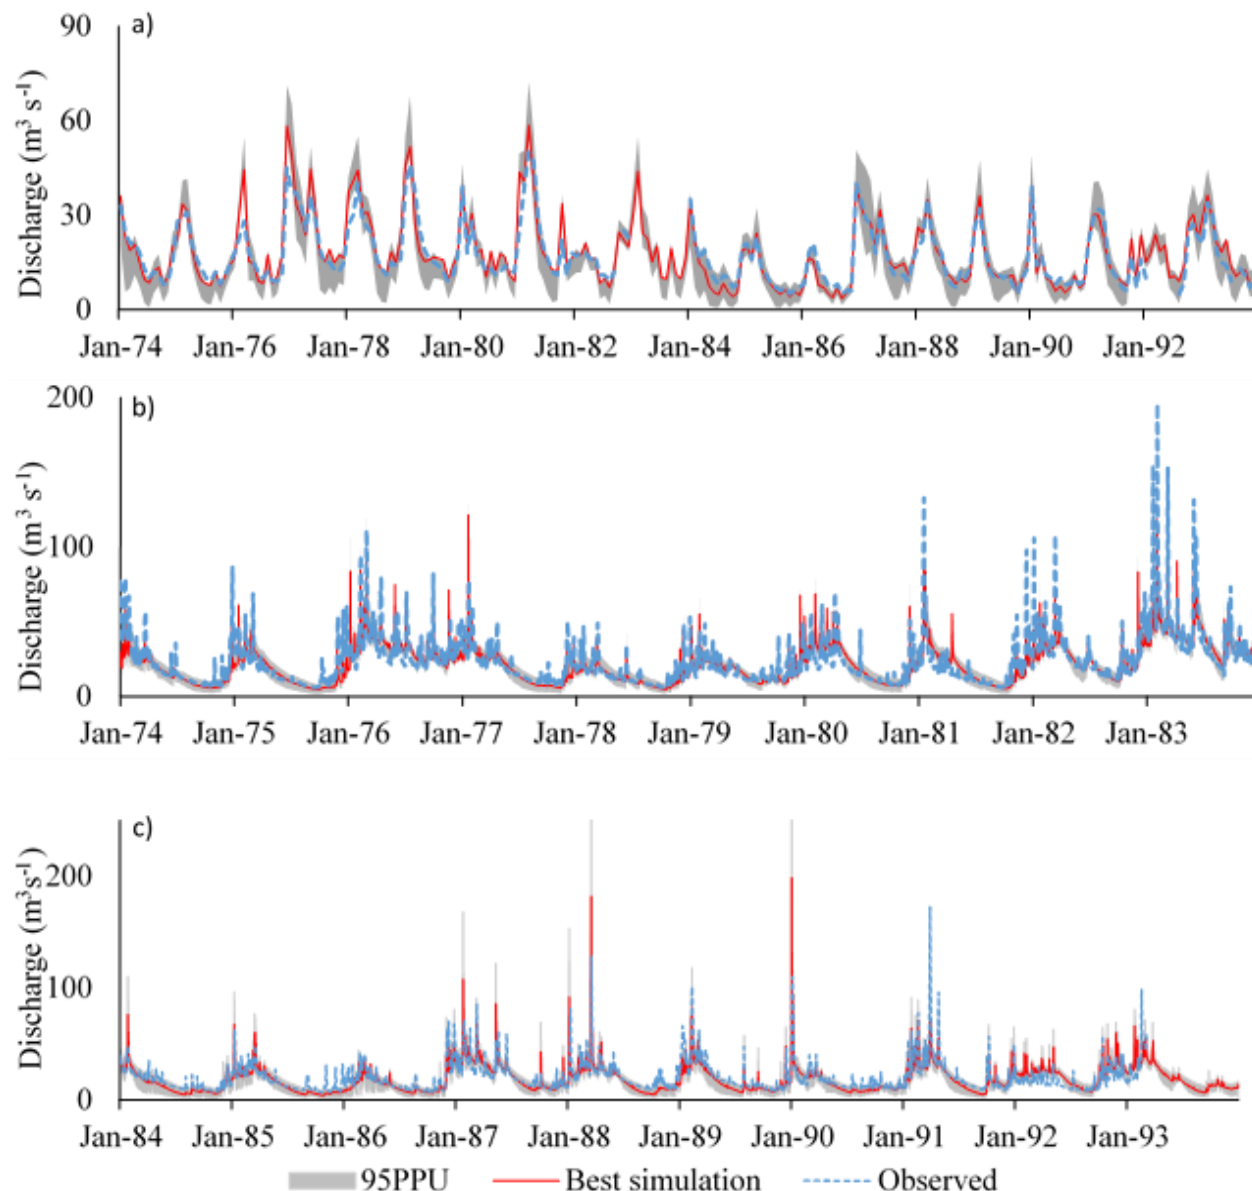 90
a)
60
30
0
Discharge (m³ s⁻¹)
Jan-74 Jan-76 Jan-78 Jan-80 Jan-82 Jan-84 Jan-86 Jan-88 Jan-90 Jan-92
200
b)
100
0
Discharge (m³ s⁻¹)
Jan-74 Jan-75 Jan-76 Jan-77 Jan-78 Jan-79 Jan-80 Jan-81 Jan-82 Jan-83
c)
200
100
0
Discharge (m³s⁻¹)
Jan-84 Jan-85 Jan-86 Jan-87 Jan-88 Jan-89 Jan-90 Jan-91 Jan-92 Jan-93
95PPU Best simulation Observed